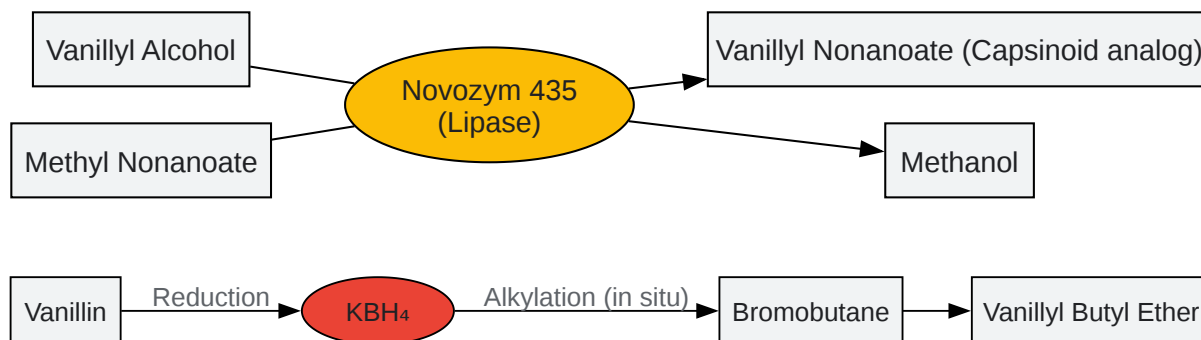 Vanillyl Alcohol
Novozym 435
(Lipase)
Vanillyl Nonanoate (Capsinoid analog)
Methyl Nonanoate
Methanol
Vanillin
Reduction
KBH₄
Alkylation (in situ)
Bromobutane
Vanillyl Butyl Ether